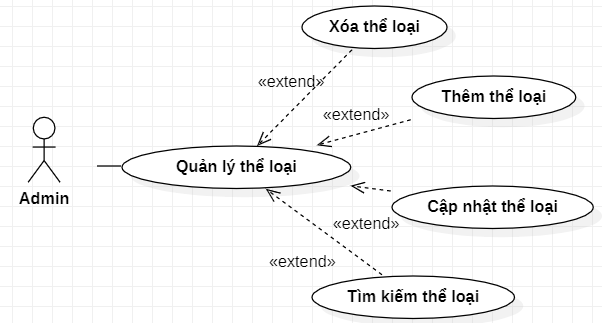 Xóa thể loại
«extend»
Thêm thể loại
«extend»
Quản lý thể loại
Admin
Cập nhật thể loại
«extend»
«extend»
Tìm kiếm thể loại